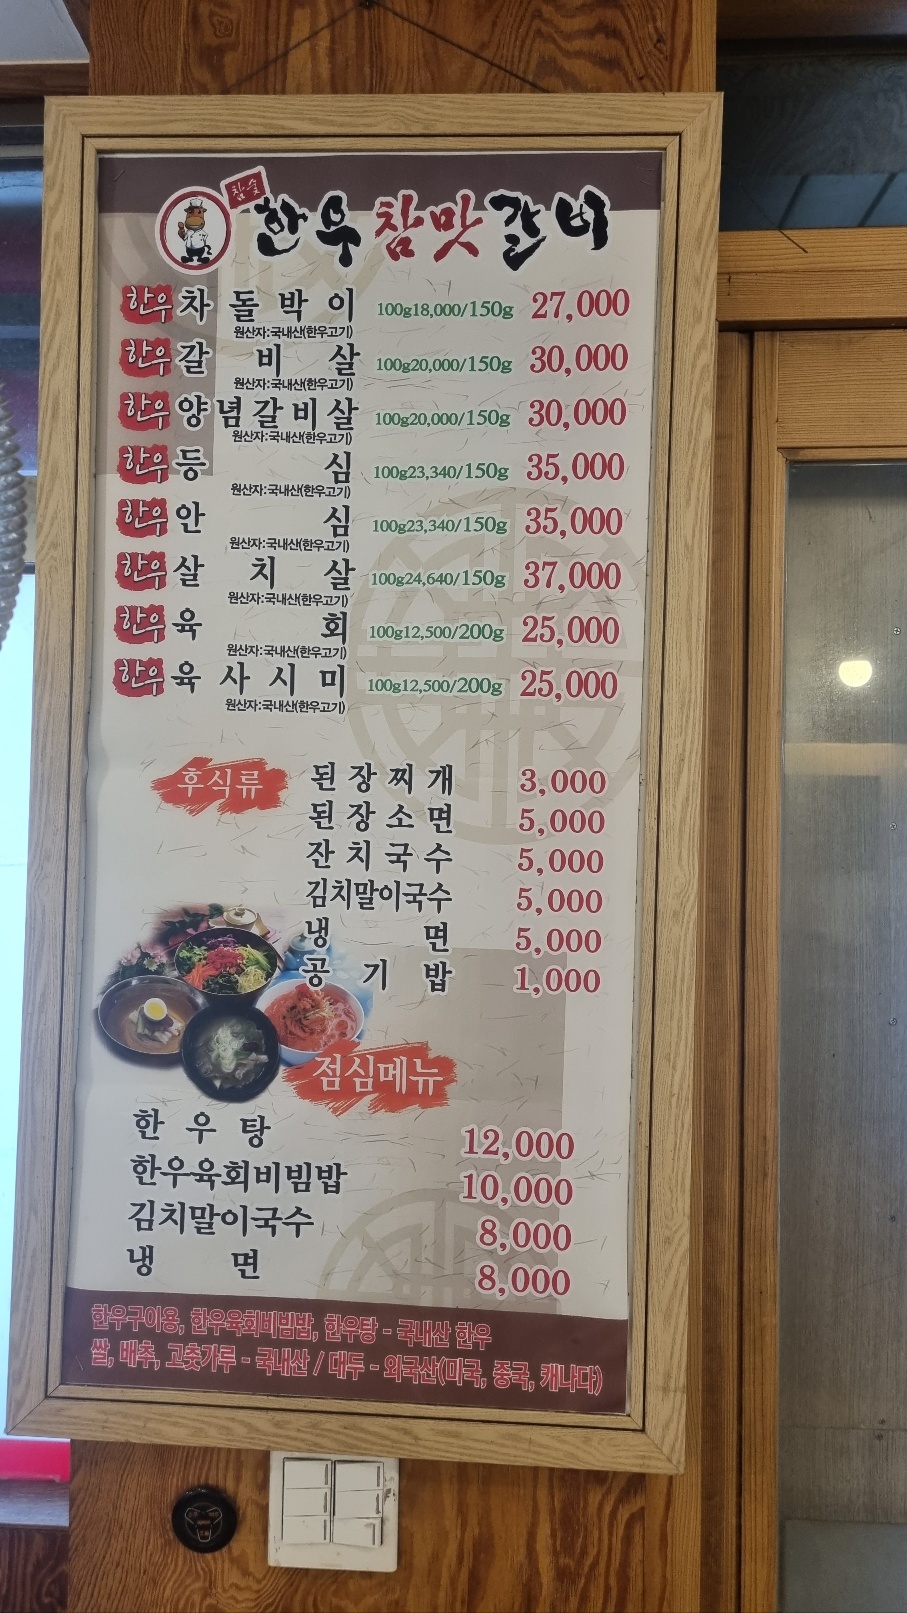 참숯
한우참맛갈비
한우 차돌박이 100g18,000/150g 27,000
원산자:국내산(한우고기)
한우 갈비살 100g20,000/150g 30,000
원산자:국내산(한우고기)
한우 양념갈비살 100g20,000/150g 30,000
원산자:국내산(한우고기)
한우 등심 100g23,340/150g 35,000
원산자:국내산(한우고기)
한우 안심 100g23,340/150g 35,000
원산자:국내산(한우고기)
한우 살치살 100g24,640/150g 37,000
원산자:국내산(한우고기)
한우 육회 100g12,500/200g 25,000
원산자:국내산(한우고기)
한우 육사시미 100g12,500/200g 25,000
원산자:국내산(한우고기)
후식류
된장찌개 3,000
된장소면 5,000
잔치국수 5,000
김치말이국수 5,000
냉면 5,000
공기밥 1,000
점심메뉴
한우탕 12,000
한우육회비빔밥 10,000
김치말이국수 8,000
냉면 8,000
한우구이용, 한우육회비빔밥, 한우탕 - 국내산 한우
쌀, 배추, 고춧가루 - 국내산 / 대두 - 외국산(미국, 중국, 캐나다)